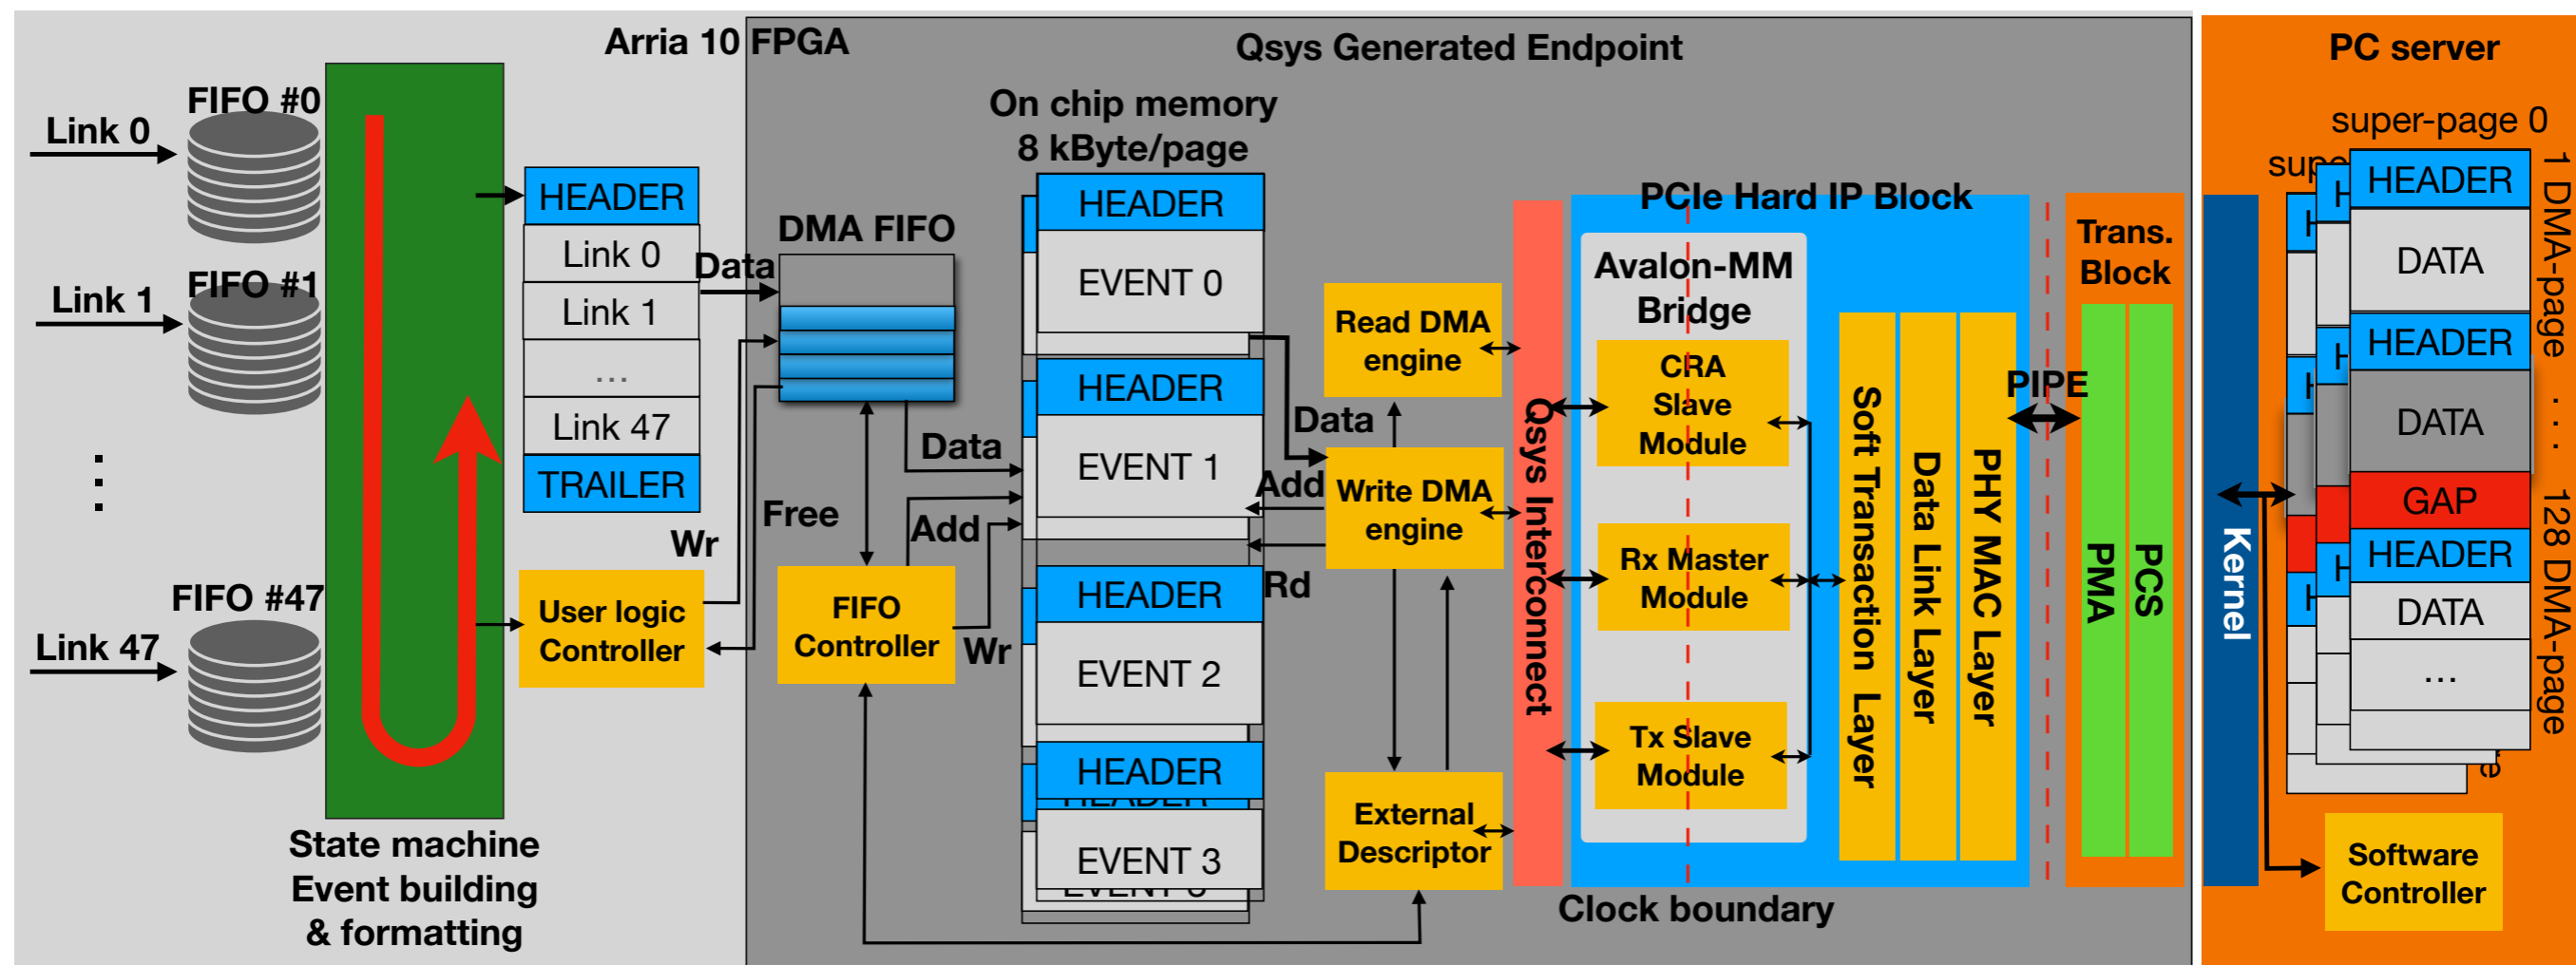 Arria 10 FPGA
Qsys Generated Endpoint
PC server
Link 0
FIFO #0
Link 1
FIFO #1
Link 47
FIFO #47
State machine
Event building
& formatting
HEADER
Link 0
Link 1
...
Link 47
TRAILER
Data
Wr
User logic
Controller
DMA FIFO
Free
FIFO
Controller
Data
Add
Wr
On chip memory
8 kByte/page
HEADER
EVENT 0
HEADER
EVENT 1
HEADER
EVENT 2
HEADER
HEADER
EVENT 3
Data
Add
Rd
Read DMA
engine
Write DMA
engine
External
Descriptor
Qsys Interconnect
PCIe Hard IP Block
Avalon-MM
Bridge
CRA
Slave
Module
Rx Master
Module
Tx Slave
Module
Clock boundary
Soft Transaction Layer
Data Link Layer
PHY MAC Layer
PIPE
Trans.
Block
PMA
PCS
Kernel
super-page 0
HEADER
DATA
HEADER
DATA
GAP
HEADER
DATA
...
1 DMA-page . . . 128 DMA-page
Software
Controller